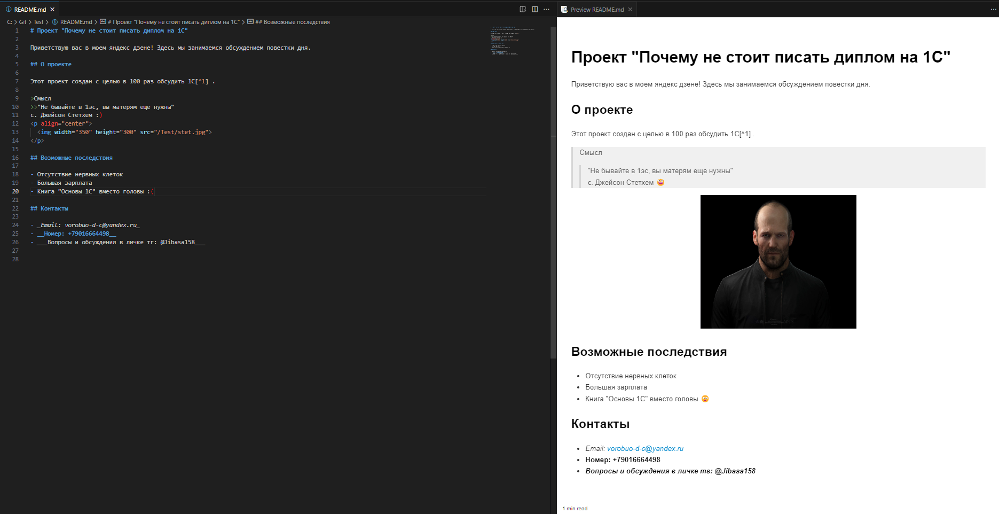 README.md
C: > Git > Test > README.md > # Проект "Почему не стоит писать диплом на 1С" > ## Возможные последствия
1 # Проект "Почему не стоит писать диплом на 1С"
2
3 Приветствую вас в моем яндекс дзене! Здесь мы занимаемся обсуждением повестки дня.
4
5 ## О проекте
6
7 Этот проект создан с целью в 100 раз обсудить 1С[^1] .
8
9 >Смысл
10 >>"Не бывайте в 1эс, вы матерям еще нужны"
11 с. Джейсон Стетхем :)
12 <p align="center">
13 <img width="350" height="300" src="/Test/stet.jpg">
14 </p>
15
16 ## Возможные последствия
17
18 - Отсутствие нервных клеток
19 - Большая зарплата
20 - Книга "Основы 1С" вместо головы :(
21
22 ## Контакты
23
24 - _Email: vorobuo-d-c@yandex.ru_
25 - __Номер: +79016664498__
26 - ___Вопросы и обсуждения в личке тг: @Jibasa158___
27
28
Preview README.md
Проект "Почему не стоит писать диплом на 1С"
Приветствую вас в моем яндекс дзене! Здесь мы занимаемся обсуждением повестки дня.
О проекте
Этот проект создан с целью в 100 раз обсудить 1С[^1] .
Смысл
"Не бывайте в 1эс, вы матерям еще нужны"
с. Джейсон Стетхем 😃
Возможные последствия
• Отсутствие нервных клеток
• Большая зарплата
• Книга "Основы 1С" вместо головы 😦
Контакты
• Email: vorobuo-d-c@yandex.ru
• Номер: +79016664498
• Вопросы и обсуждения в личке тг: @Jibasa158
1 min read